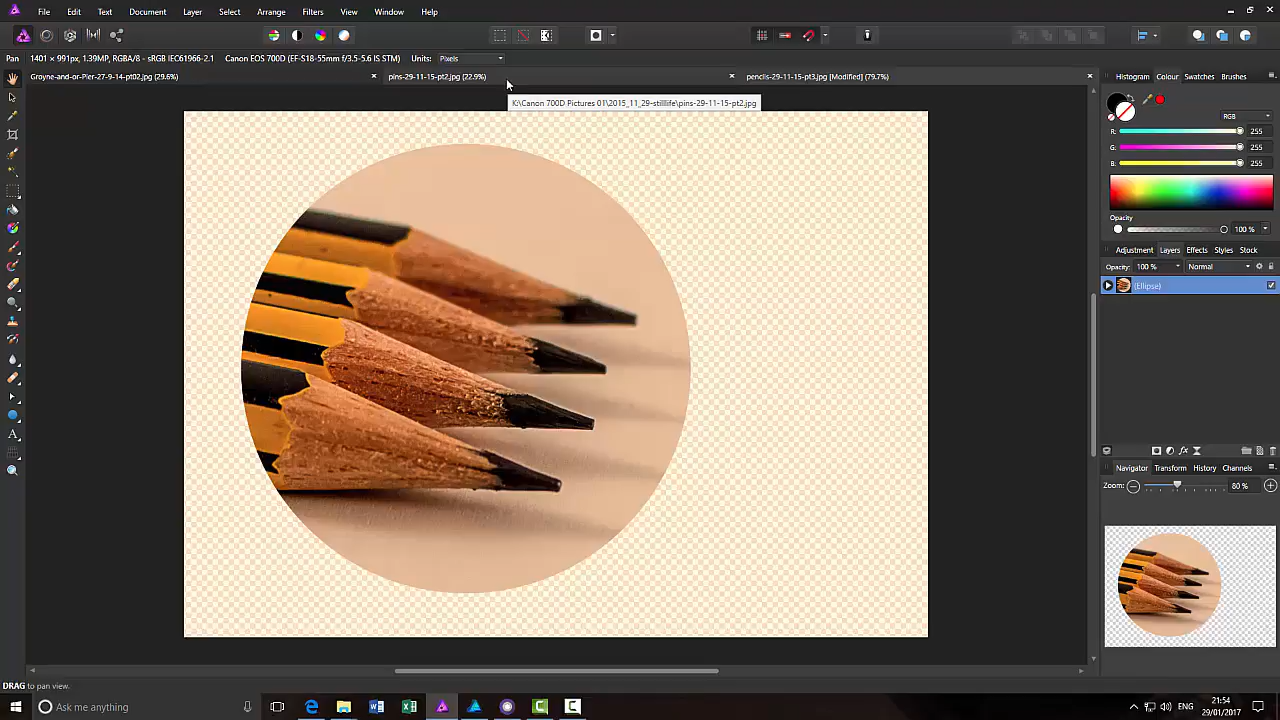 File Edit Text Document Layer Select Arrange Filters View Window Help
Pan 1401 × 991px, 1.39MP, RGBA/8 - sRGB IEC61966-2.1 Canon EOS 700D (EF-S18-55mm f/3.5-5.6 IS STM) Units: Pixels
Groyne-and-or-Pier-27-9-14-pt02.jpg (29.6%) pins-29-11-15-pt2.jpg (22.9%) pencils-29-11-15-pt3.jpg [Modified] (79.7%)
K:\Canon 700D Pictures 01\2015_11_29-stilllife\pins-29-11-15-pt2.jpg
Histogram Colour Swatches Brushes
RGB
R: 255
G: 255
B: 255
Opacity
100 %
Adjustment Layers Effects Styles Stock
Opacity: 100 % Normal
(Ellipse)
Navigator Transform History Channels
Zoom: 80 %
DRAG to pan view.
Ask me anything
ENG
21:54
29/01/2017